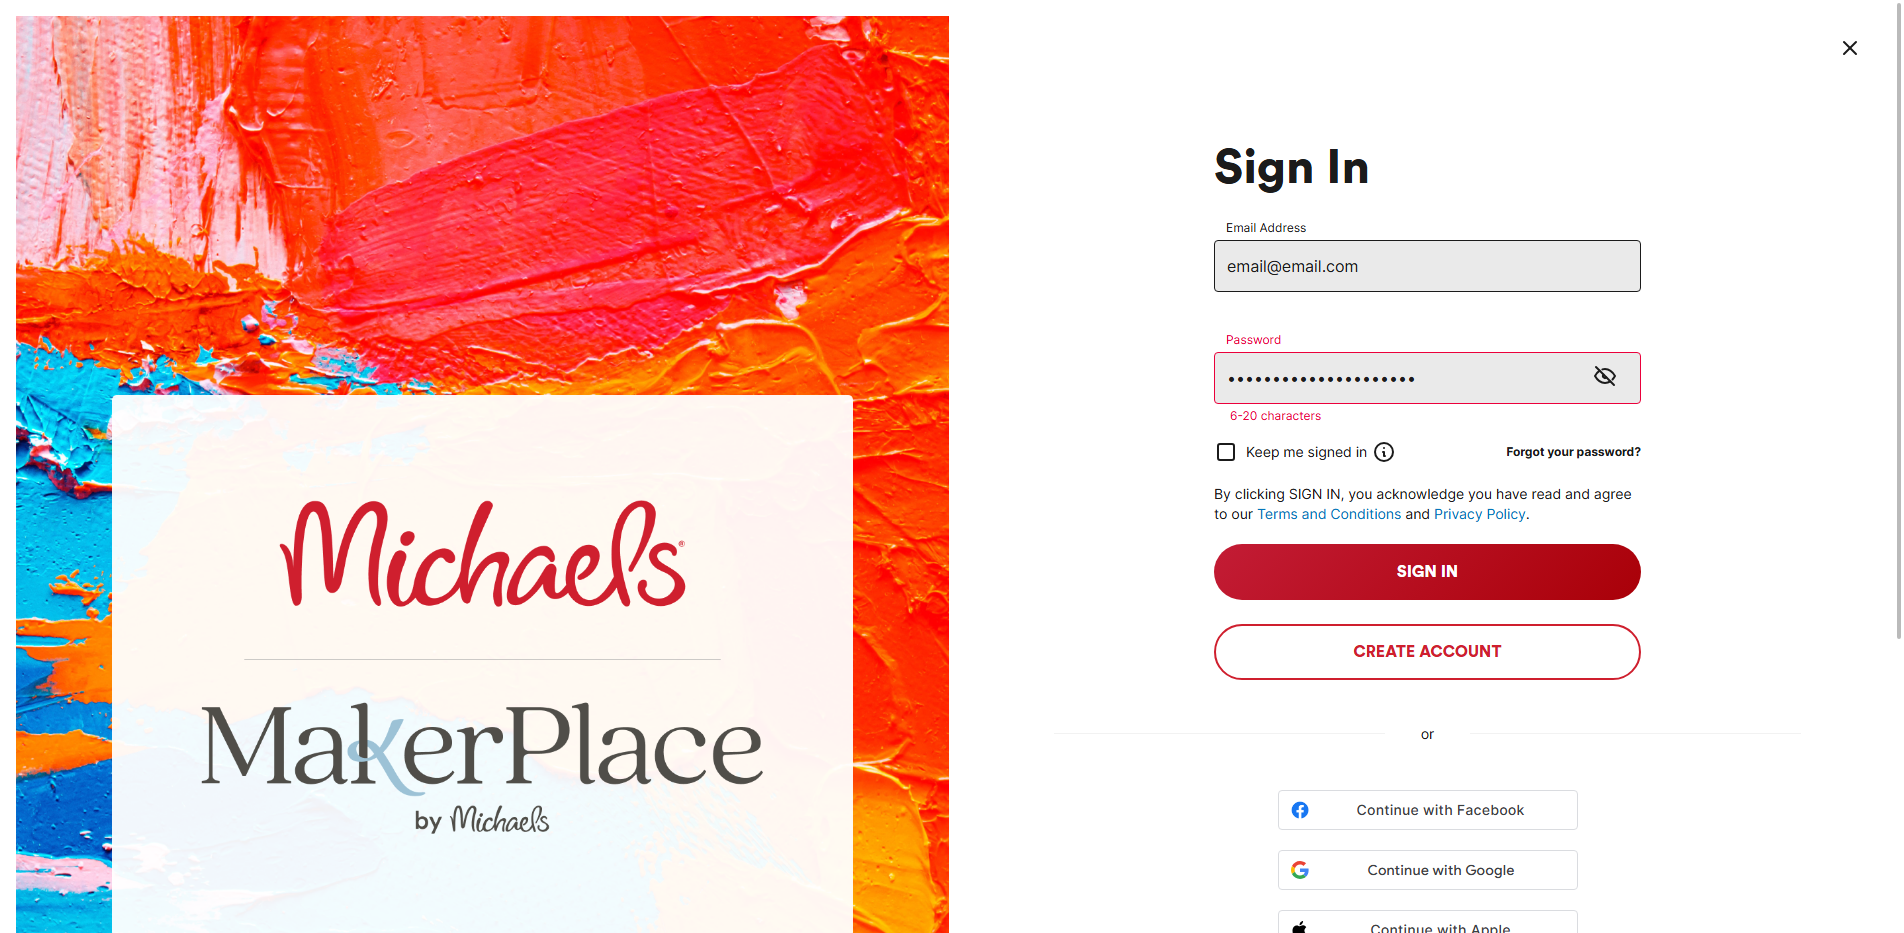 Michaels
MakerPlace
by Michaels
Sign In
Email Address
email@email.com
Password
•••••••••••••••••••••
6-20 characters
Keep me signed in
Forgot your password?
By clicking SIGN IN, you acknowledge you have read and agree
to our Terms and Conditions and Privacy Policy.
SIGN IN
CREATE ACCOUNT
or
Continue with Facebook
Continue with Google
Continue with Apple